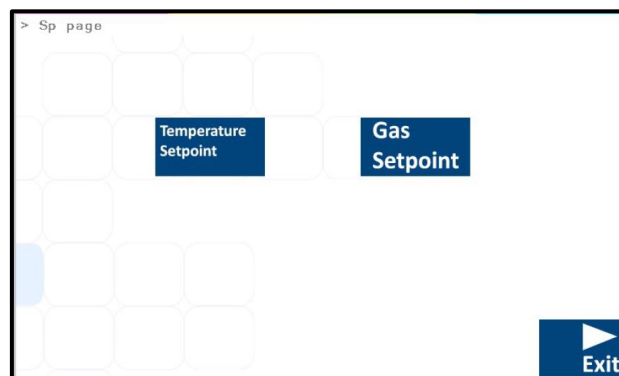 > Sp page
Temperature
Setpoint
Gas
Setpoint
Exit